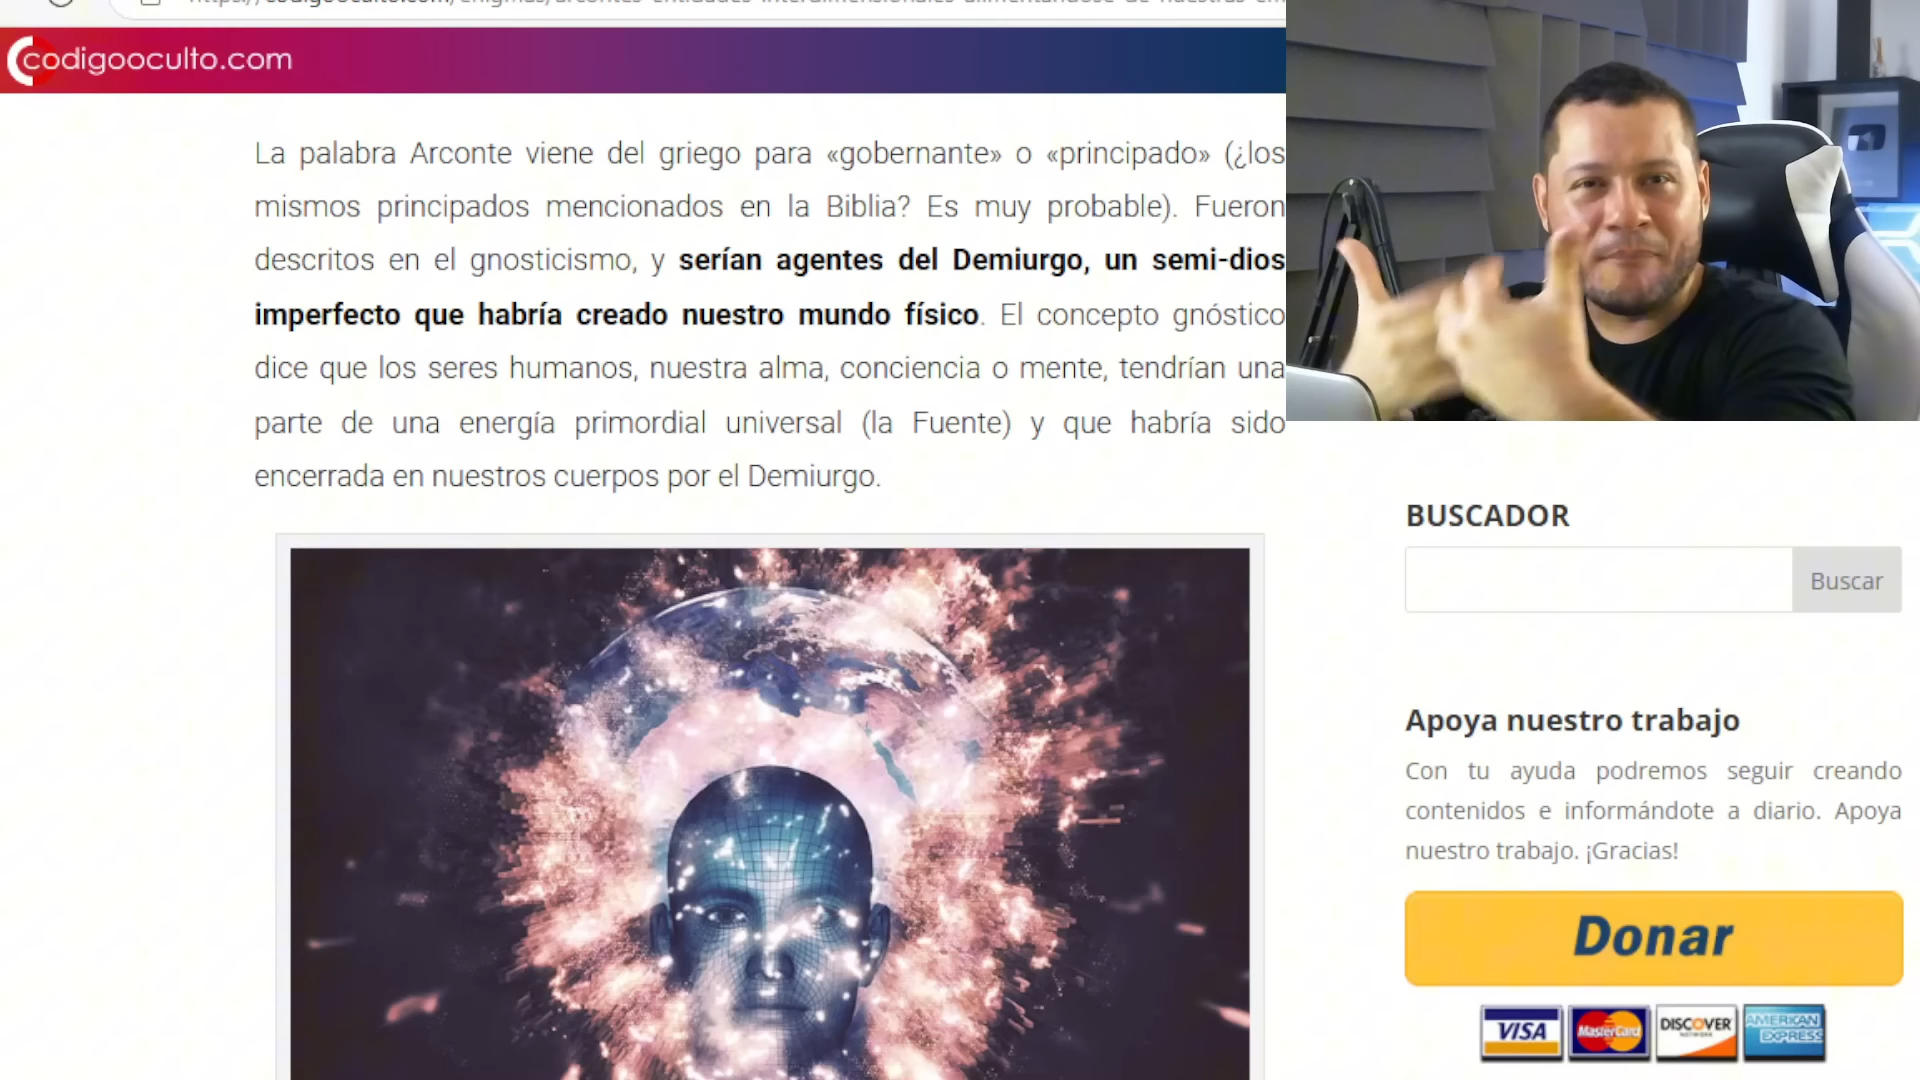 codigooculto.com
La palabra Arconte viene del griego para «gobernante» o «principado» (¿los
mismos principados mencionados en la Biblia? Es muy probable). Fueron
descritos en el gnosticismo, y serían agentes del Demiurgo, un semi-dios
imperfecto que habría creado nuestro mundo físico. El concepto gnóstico
dice que los seres humanos, nuestra alma, conciencia o mente, tendrían una
parte de una energía primordial universal (la Fuente) y que habría sido
encerrada en nuestros cuerpos por el Demiurgo.
BUSCADOR
Buscar
Apoya nuestro trabajo
Con tu ayuda podremos seguir creando
contenidos e informándote a diario. Apoya
nuestro trabajo. ¡Gracias!
Donar
VISA MasterCard DISCOVER AMERICAN EXPRESS